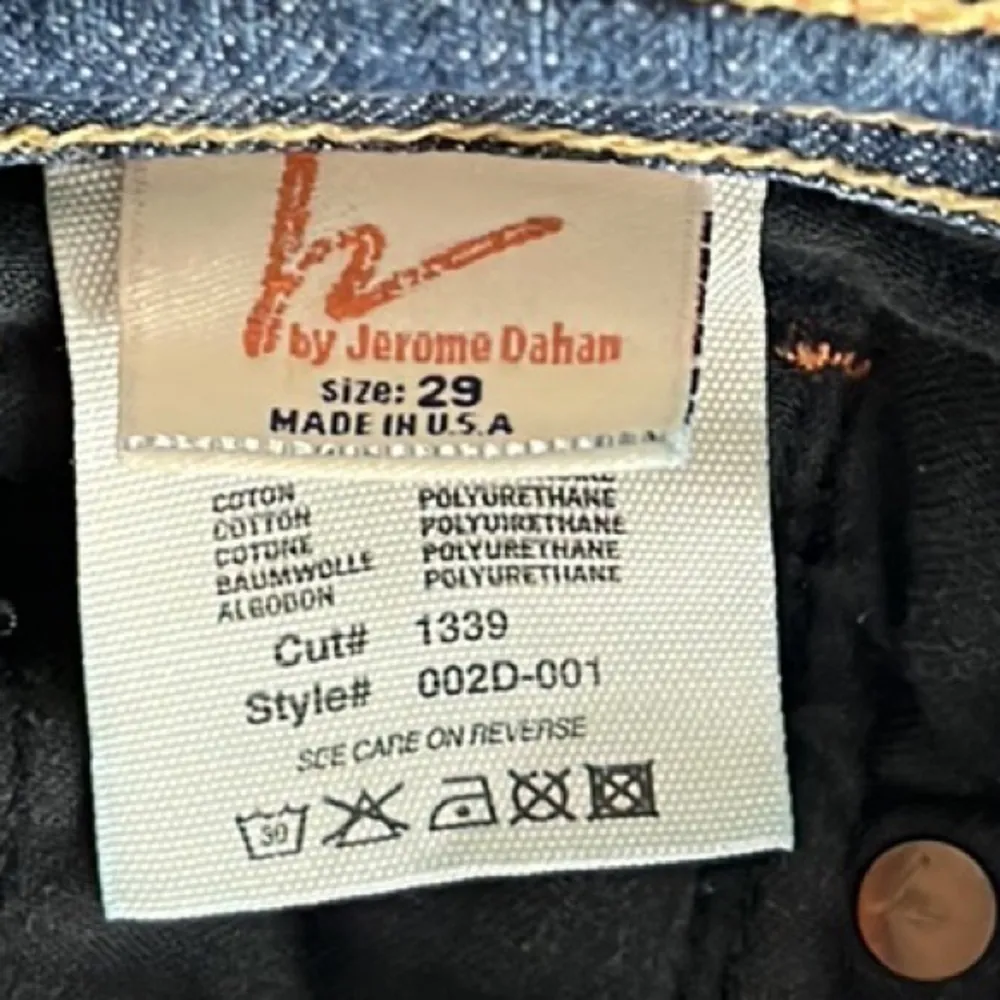 h
by Jerome Dahan
size: 29
MADE IN U.S.A
COTON POLYURETHANE
COTTON POLYURETHANE
COTONE POLYURETHANE
BAUMWOLLE POLYURETHANE
ALGODON
Cut# 1339
Style# 002D-001
SEE CARE ON REVERSE
30